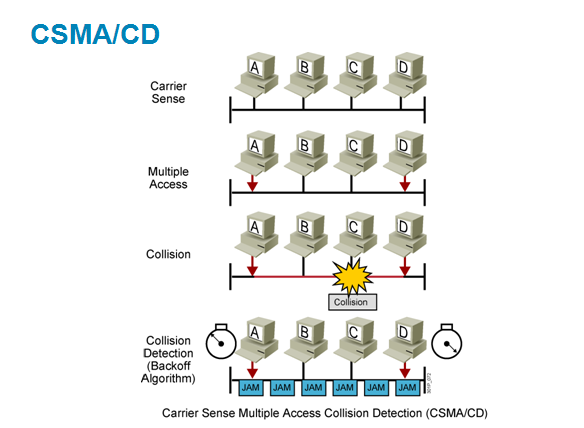 CSMA/CD
A B C D
Carrier
Sense
A B C D
Multiple
Access
A B C D
Collision
Collision
A B C D
Collision
Detection
(Backoff
Algorithm)
JAM JAM JAM JAM JAM JAM
Carrier Sense Multiple Access Collision Detection (CSMA/CD)